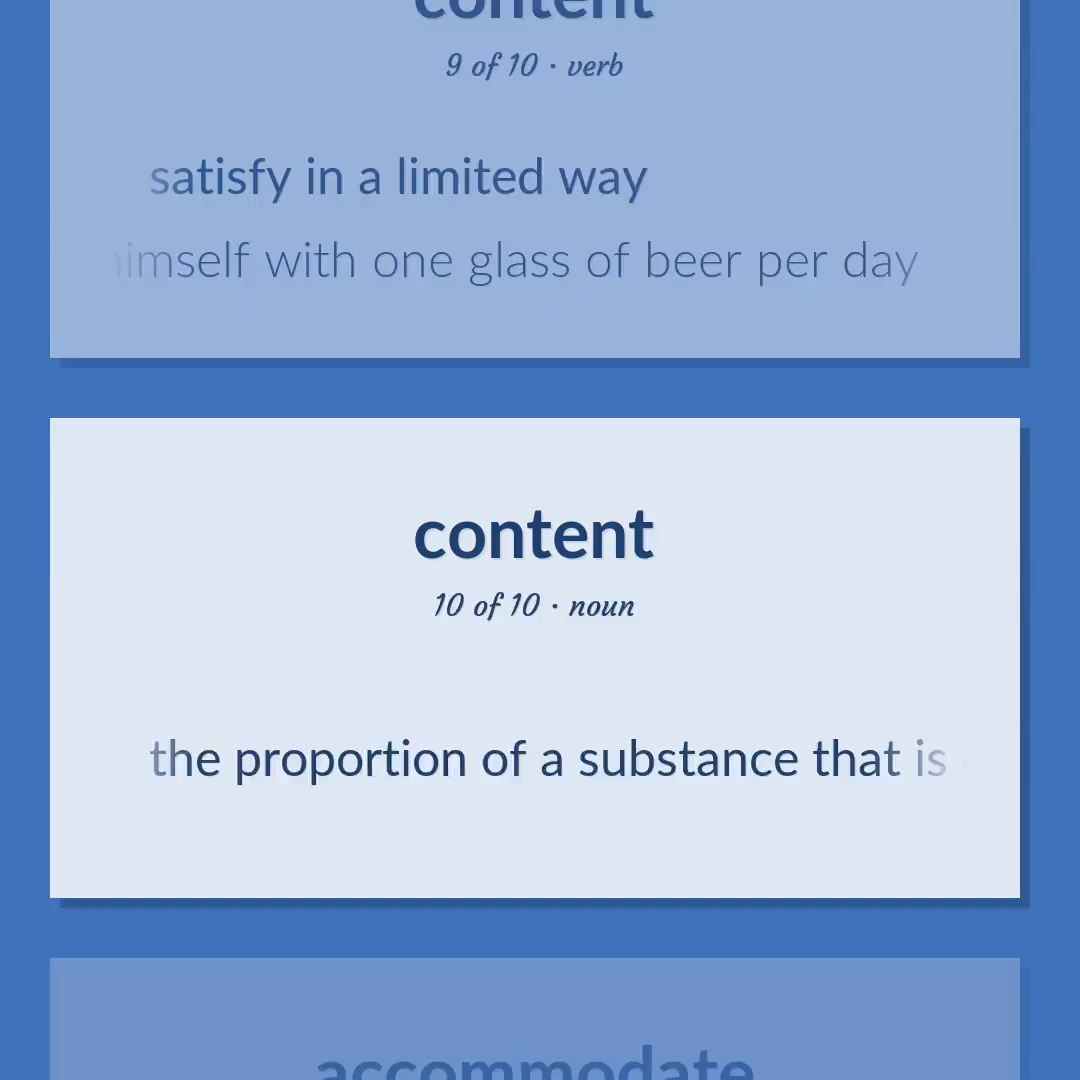 content
9 of 10 · verb
satisfy in a limited way
himself with one glass of beer per day
content
10 of 10 · noun
the proportion of a substance that is
accommodate